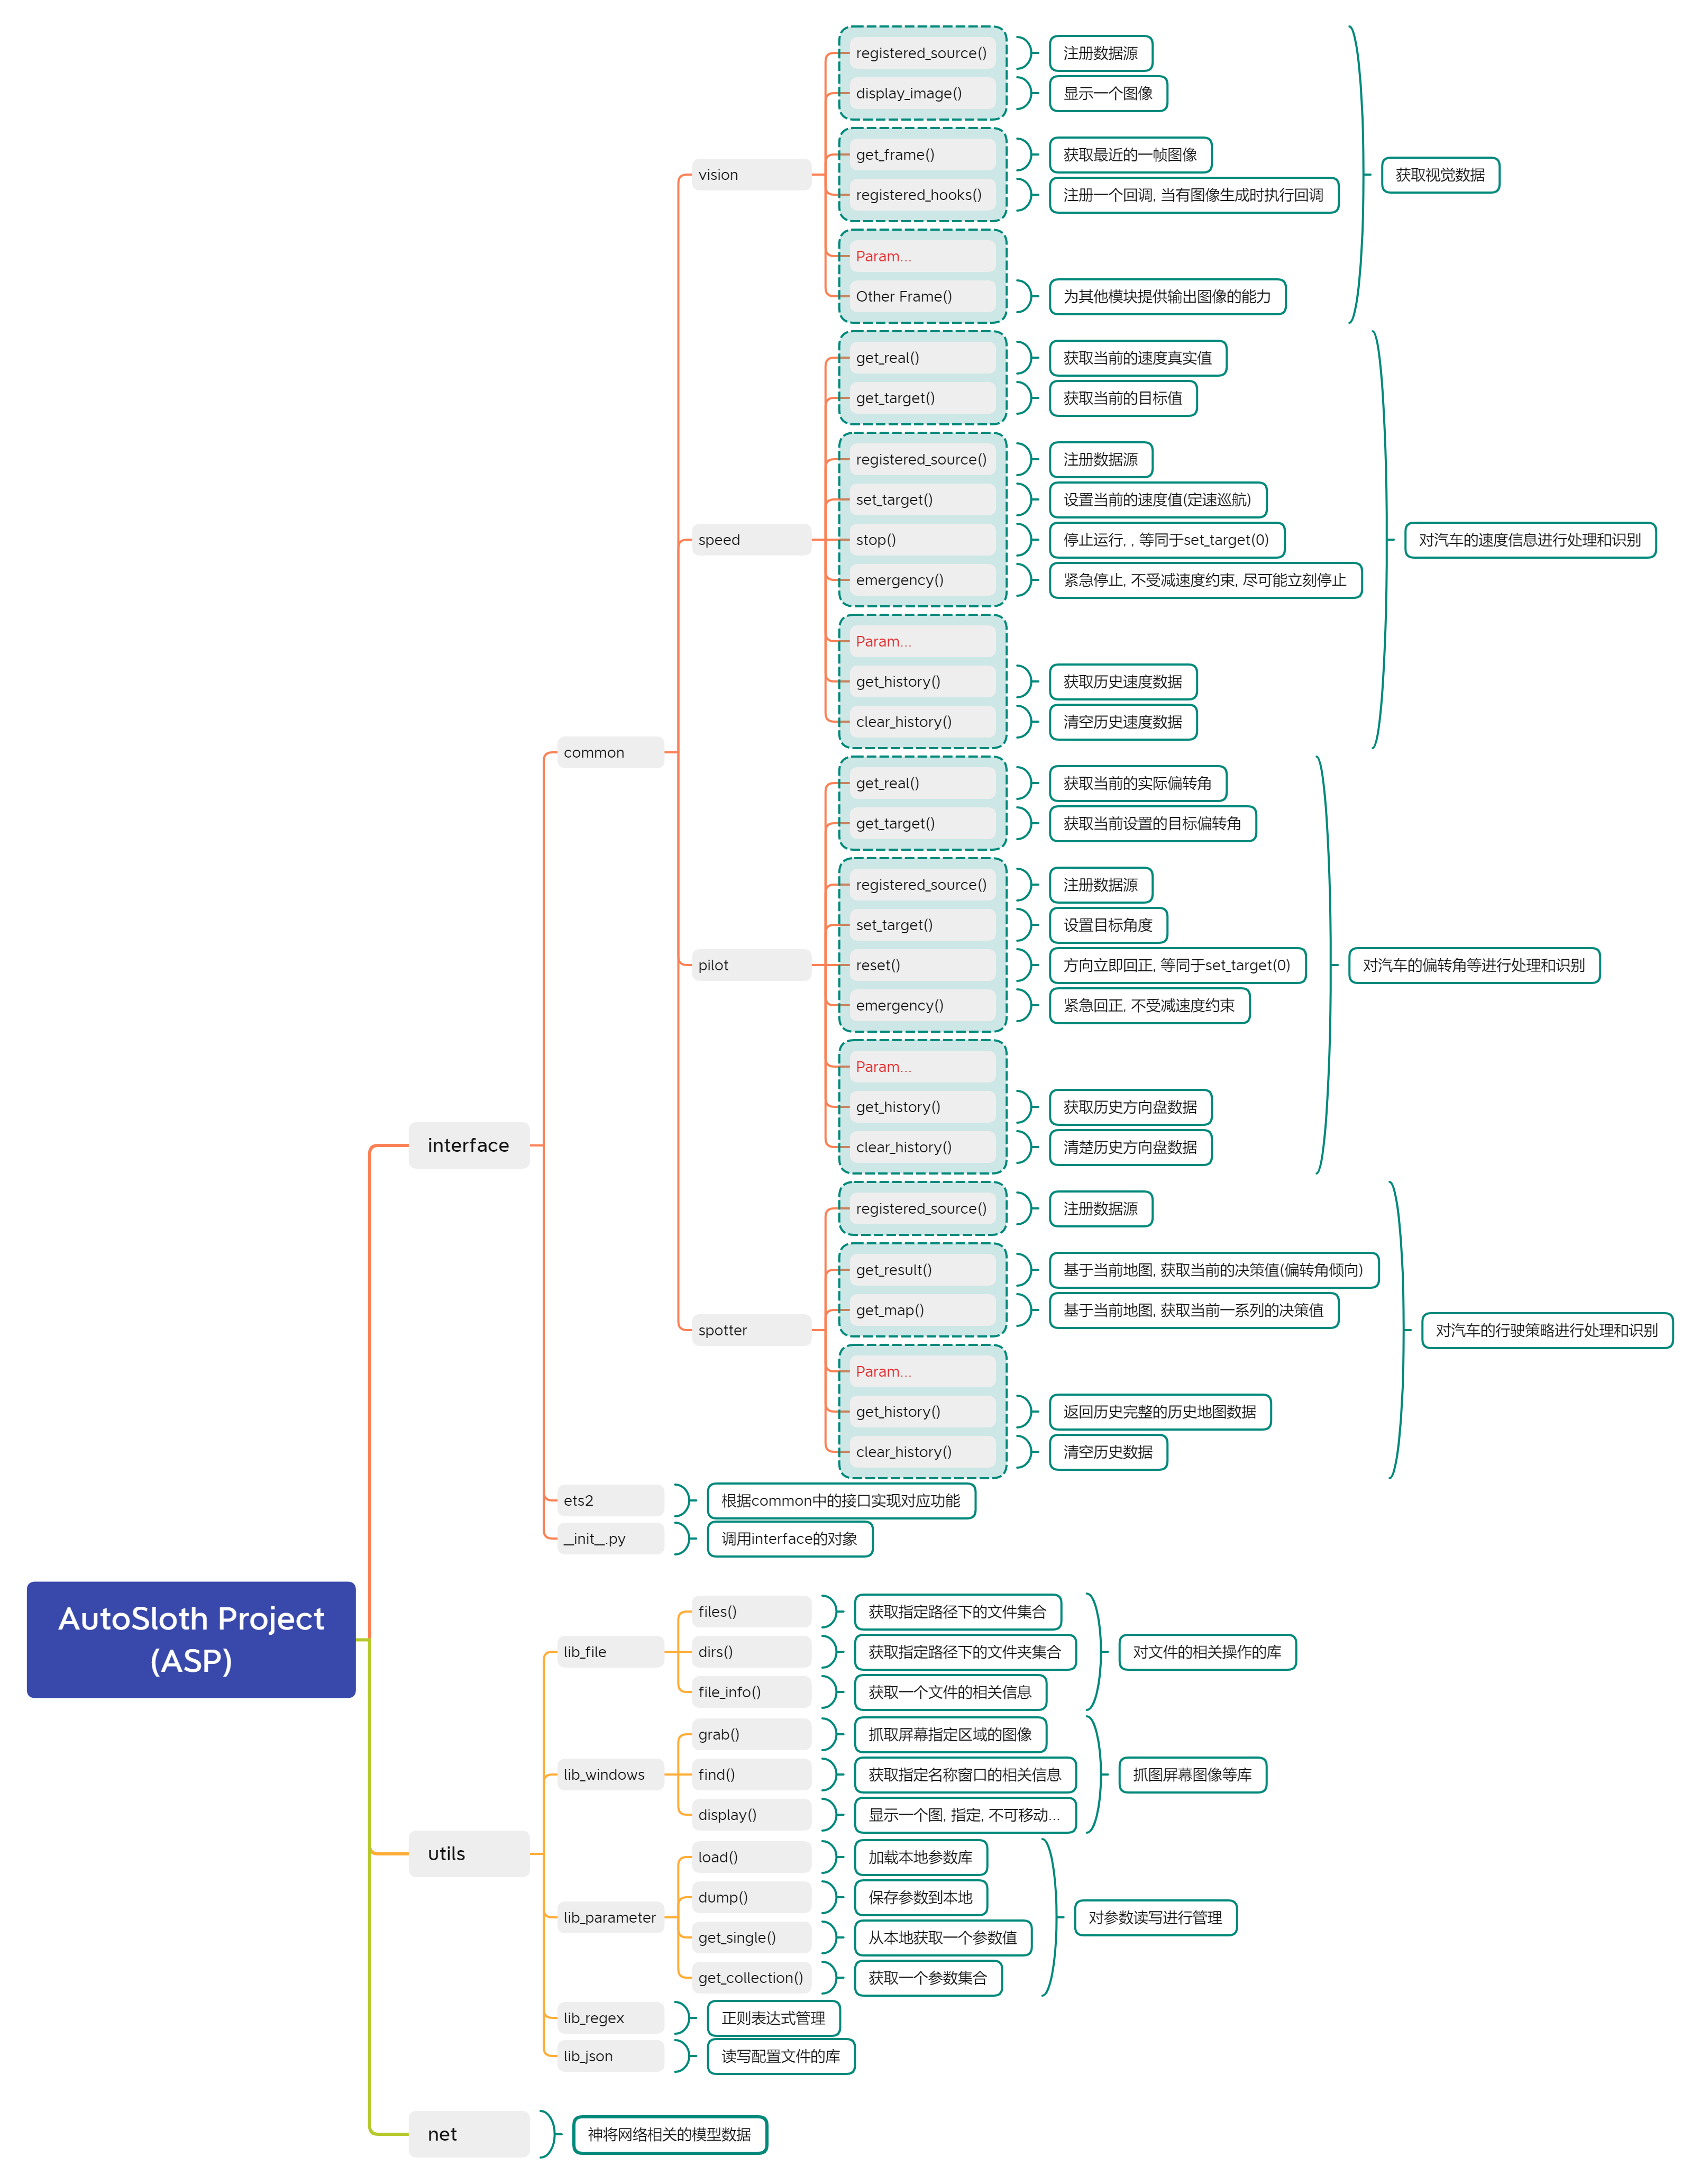 registered_source()
注册数据源
display_image()
显示一个图像
get_frame()
获取最近的一帧图像
vision
获取视觉数据
registered_hooks()
注册一个回调, 当有图像生成时执行回调
Param...
Other Frame()
为其他模块提供输出图像的能力
get_real()
获取当前的速度真实值
get_target()
获取当前的目标值
registered_source()
注册数据源
set_target()
设置当前的速度值(定速巡航)
speed
stop()
停止运行, , 等同于set_target(0)
对汽车的速度信息进行处理和识别
emergency()
紧急停止, 不受减速度约束, 尽可能立刻停止
Param...
get_history()
获取历史速度数据
clear_history()
清空历史速度数据
common
get_real()
获取当前的实际偏转角
get_target()
获取当前设置的目标偏转角
registered_source()
注册数据源
set_target()
设置目标角度
pilot
reset()
方向立即回正, 等同于set_target(0)
对汽车的偏转角等进行处理和识别
emergency()
紧急回正, 不受减速度约束
Param...
get_history()
获取历史方向盘数据
interface
clear_history()
清楚历史方向盘数据
registered_source()
注册数据源
get_result()
基于当前地图, 获取当前的决策值(偏转角倾向)
get_map()
基于当前地图, 获取当前一系列的决策值
spotter
对汽车的行驶策略进行处理和识别
Param...
get_history()
返回历史完整的历史地图数据
clear_history()
清空历史数据
ets2
根据common中的接口实现对应功能
__init__.py
调用interface的对象
AutoSloth Project
(ASP)
files()
获取指定路径下的文件集合
lib_file
dirs()
获取指定路径下的文件夹集合
对文件的相关操作的库
file_info()
获取一个文件的相关信息
grab()
抓取屏幕指定区域的图像
lib_windows
find()
获取指定名称窗口的相关信息
抓图屏幕图像等库
display()
显示一个图, 指定, 不可移动...
utils
load()
加载本地参数库
dump()
保存参数到本地
lib_parameter
对参数读写进行管理
get_single()
从本地获取一个参数值
get_collection()
获取一个参数集合
lib_regex
正则表达式管理
lib_json
读写配置文件的库
net
神将网络相关的模型数据